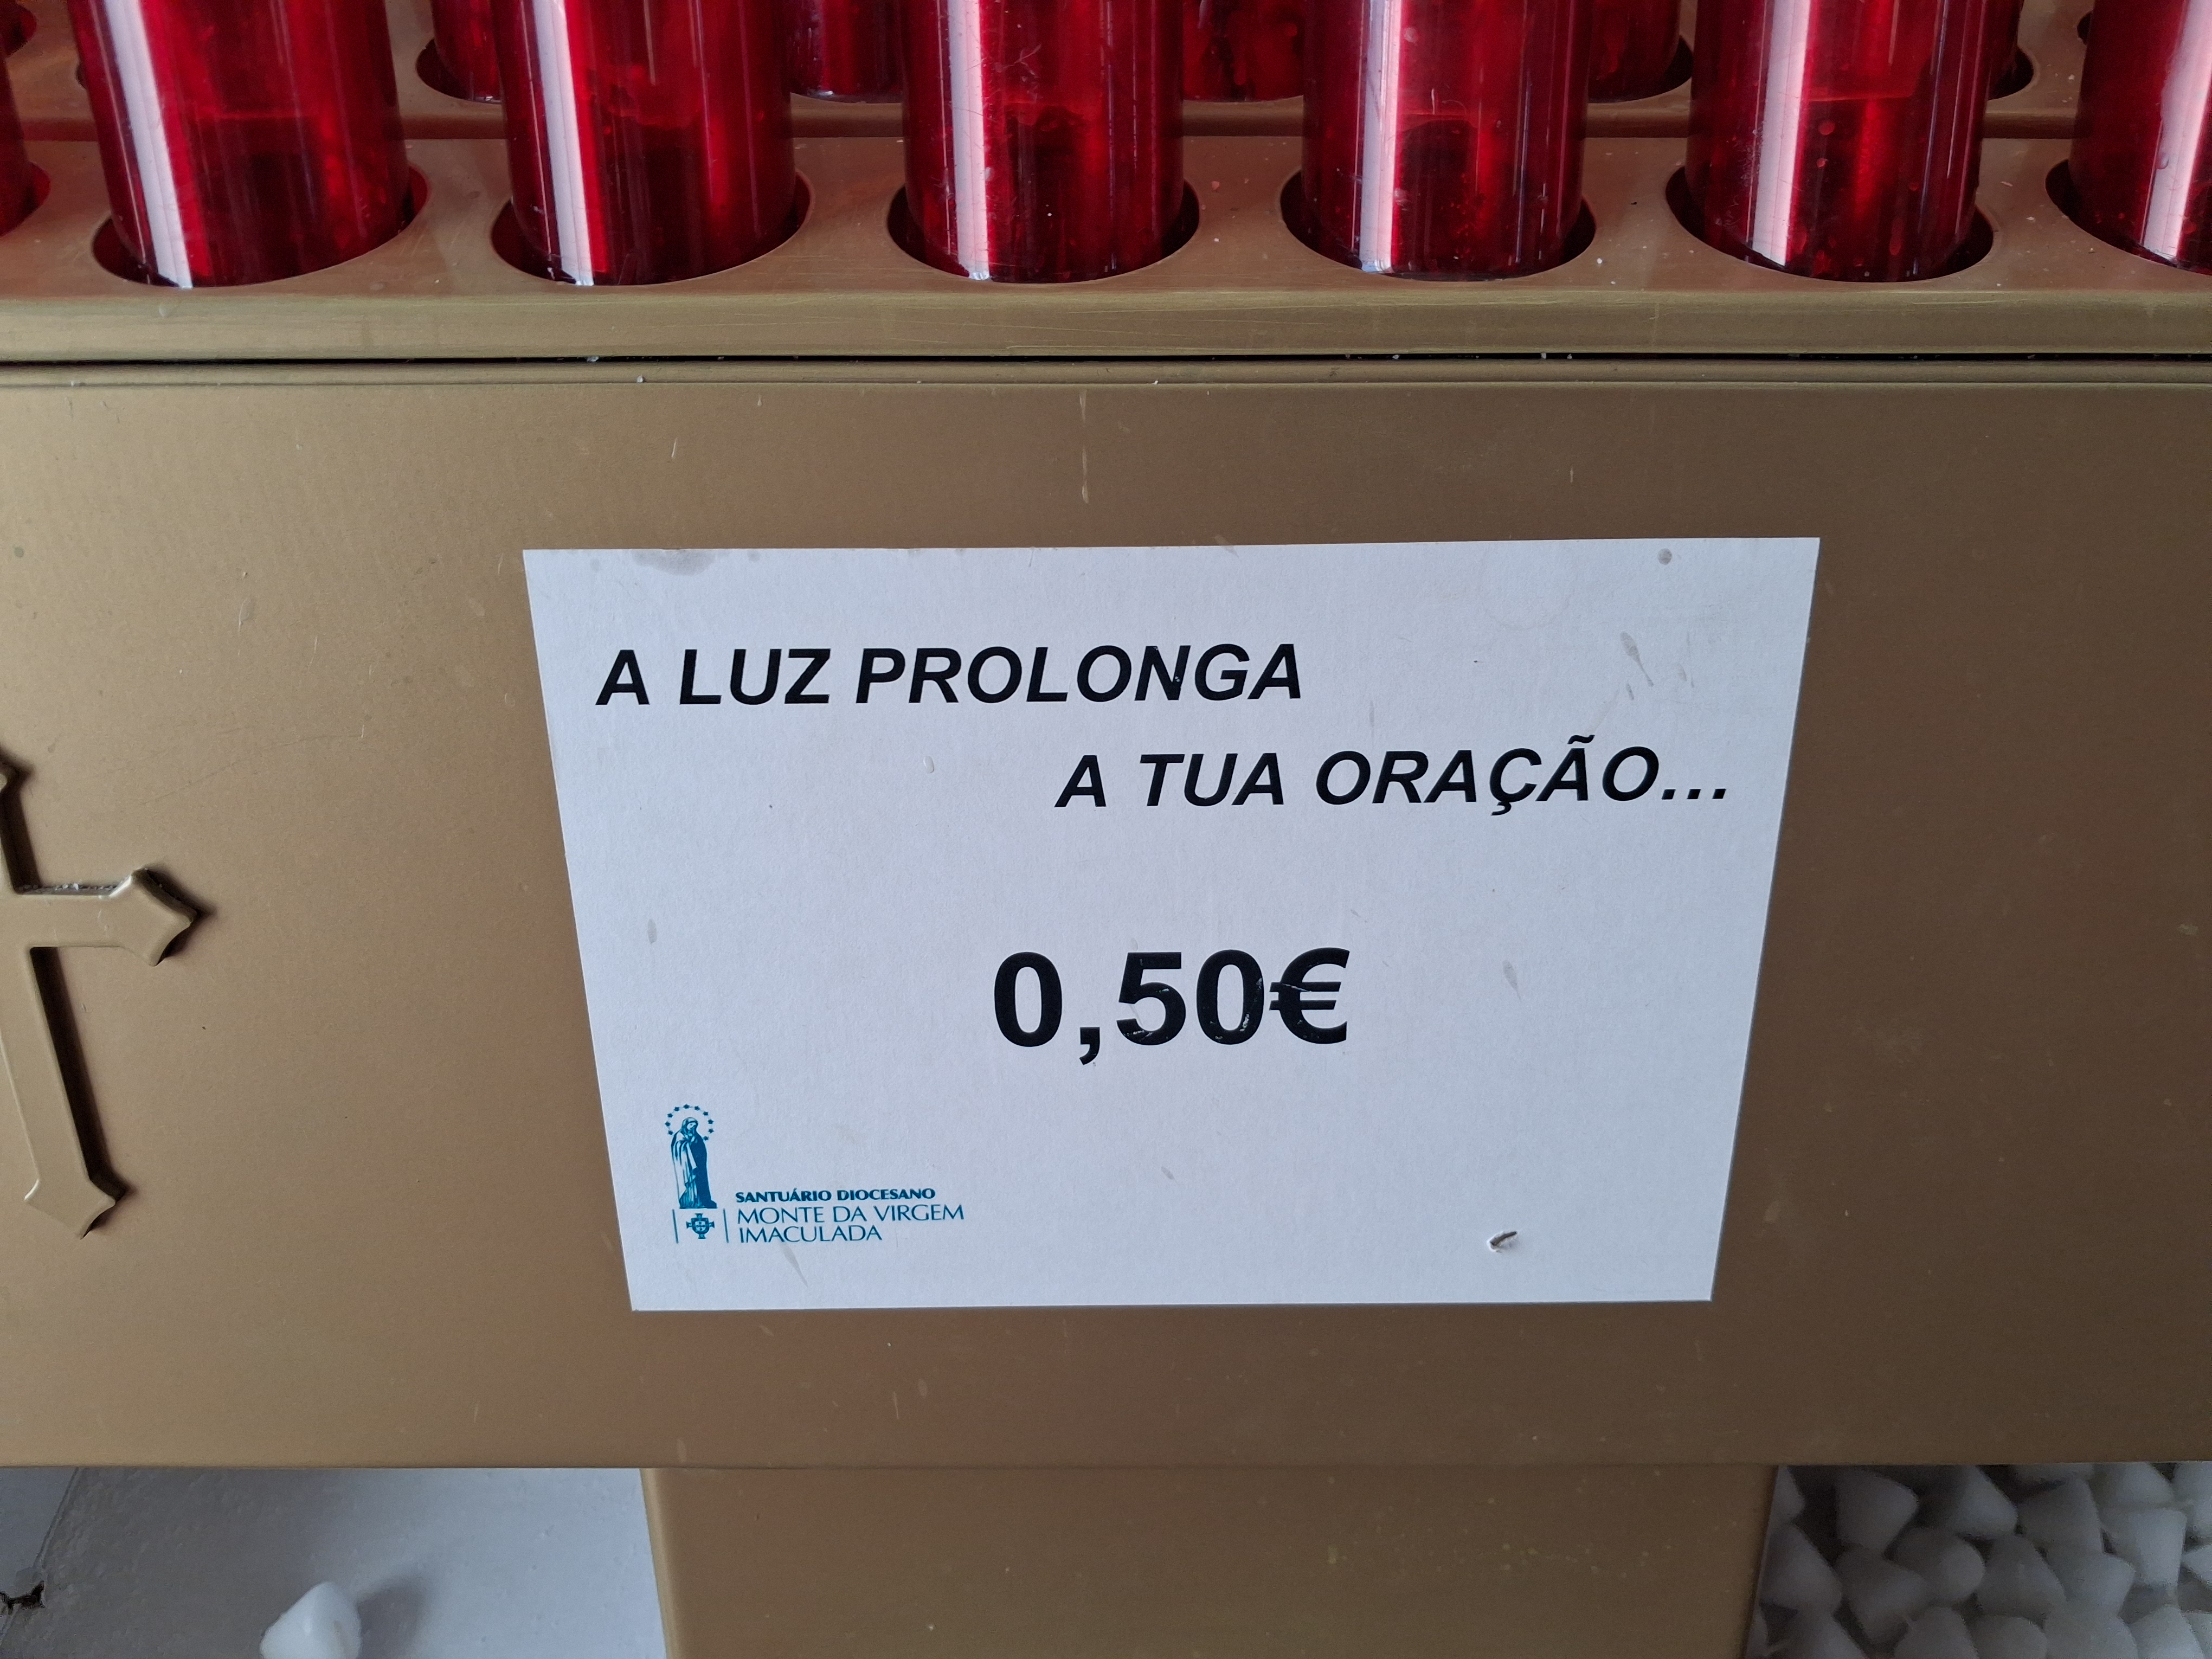 A LUZ PROLONGA
A TUA ORAÇÃO...
0,50€
SANTUÁRIO DIOCESANO
MONTE DA VIRGEM
IMACULADA